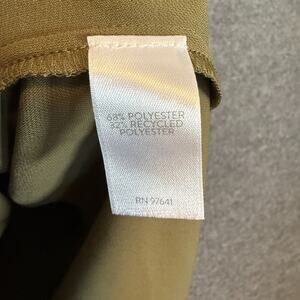 68% POLYESTER
32% RECYCLED
POLYESTER
RN 97641